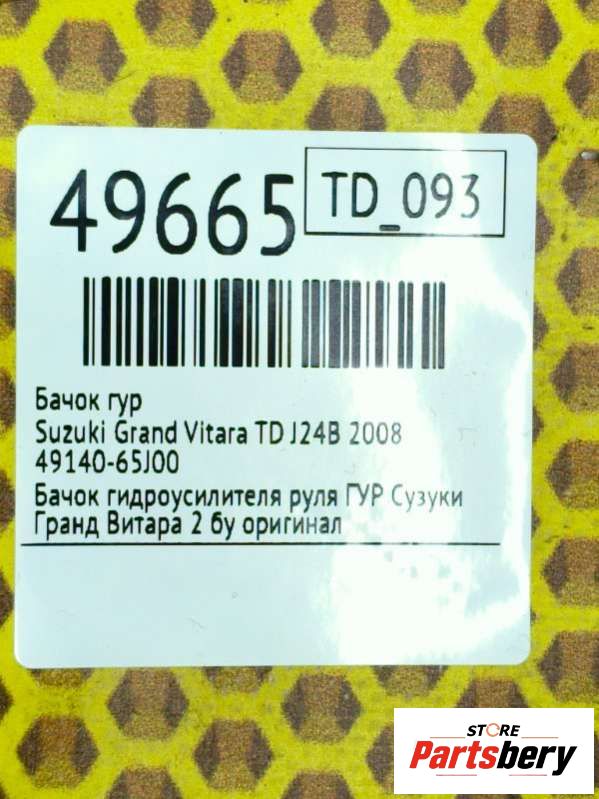 49665
TD_093
Бачок гур
Suzuki Grand Vitara TD J24B 2008
49140-65J00
Бачок гидроусилителя руля ГУР Сузуки
Гранд Витара 2 бу оригинал
STORE
Partsbery